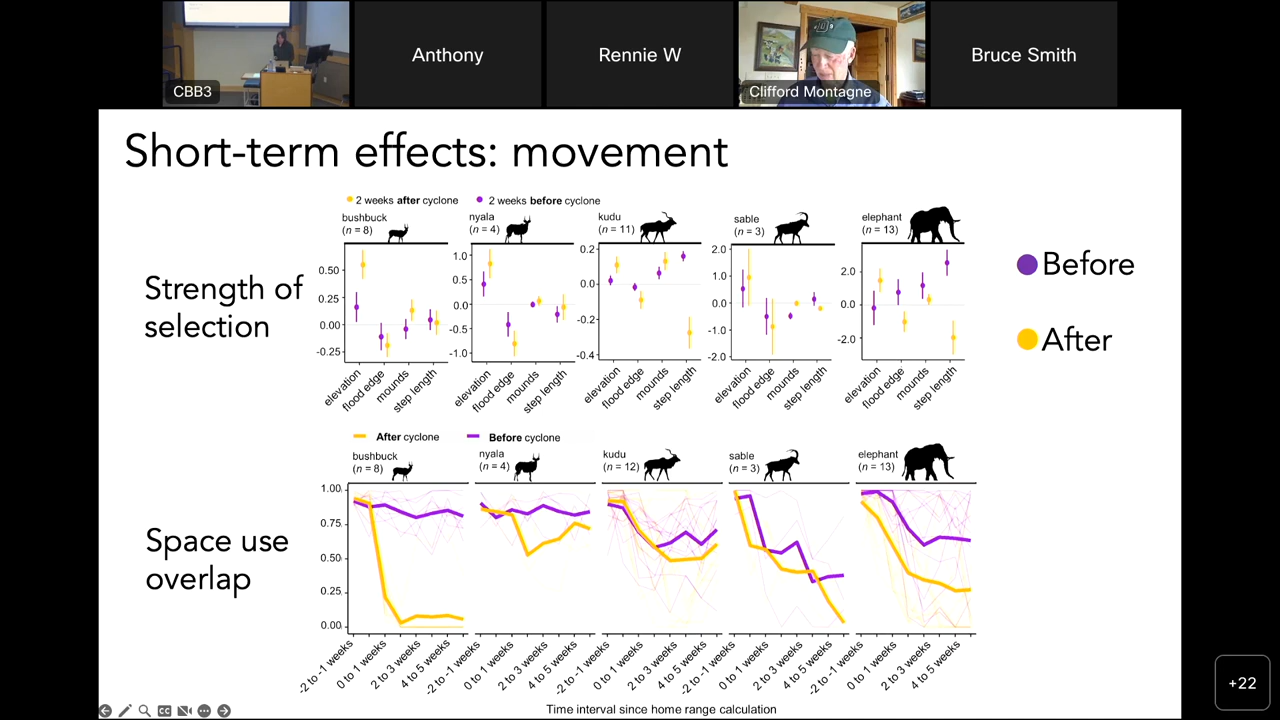 CBB3
Anthony
Rennie W
Clifford Montagne
Bruce Smith
Short-term effects: movement
2 weeks after cyclone
2 weeks before cyclone
bushbuck
(n = 8)
nyala
(n = 4)
kudu
(n = 11)
sable
(n = 3)
elephant
(n = 13)
Strength of
selection
0.50
0.25
0.00
-0.25
1.0
0.5
0.0
-0.5
-1.0
0.2
0.0
-0.2
-0.4
2.0
1.0
0.0
-1.0
-2.0
2.0
0.0
-2.0
elevation
flood edge
mounds
step length
elevation
flood edge
mounds
step length
elevation
flood edge
mounds
step length
elevation
flood edge
mounds
step length
elevation
flood edge
mounds
step length
Before
After
After cyclone
Before cyclone
bushbuck
(n = 8)
nyala
(n = 4)
kudu
(n = 12)
sable
(n = 3)
elephant
(n = 13)
Space use
overlap
1.00
0.75
0.50
0.25
0.00
-2 to -1 weeks
0 to 1 weeks
2 to 3 weeks
4 to 5 weeks
-2 to -1 weeks
0 to 1 weeks
2 to 3 weeks
4 to 5 weeks
-2 to -1 weeks
0 to 1 weeks
2 to 3 weeks
4 to 5 weeks
-2 to -1 weeks
0 to 1 weeks
2 to 3 weeks
4 to 5 weeks
-2 to -1 weeks
0 to 1 weeks
2 to 3 weeks
4 to 5 weeks
Time interval since home range calculation
+22